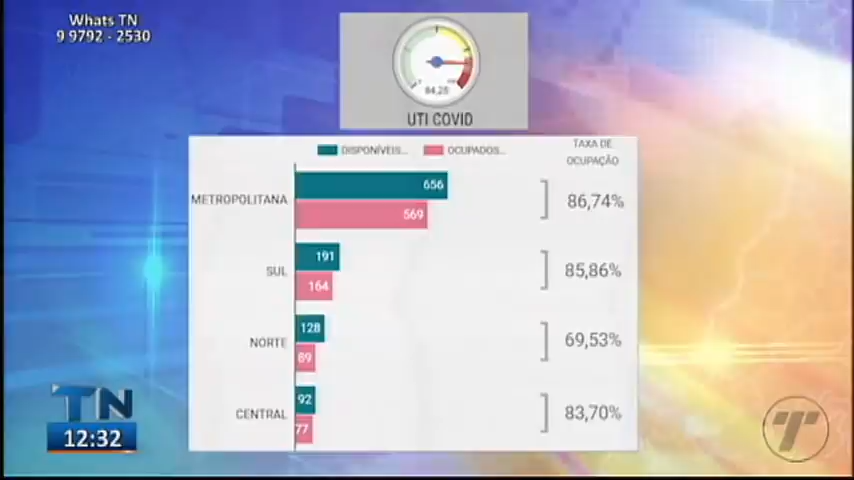 Whats TN
9 9792 - 2530
84,25
UTI COVID
DISPONÍVEIS...
OCUPADOS...
TAXA DE
OCUPAÇÃO
METROPOLITANA
656
569
86,74%
SUL
191
164
85,86%
NORTE
128
89
69,53%
CENTRAL
92
77
83,70%
TN
12:32
T